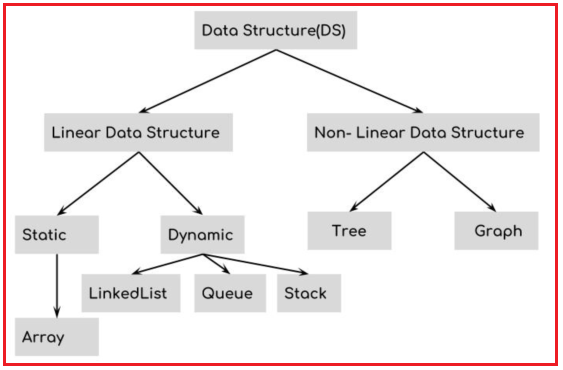 Data Structure(DS)
Linear Data Structure
Non- Linear Data Structure
Static
Dynamic
Tree
Graph
LinkedList
Queue
Stack
Array